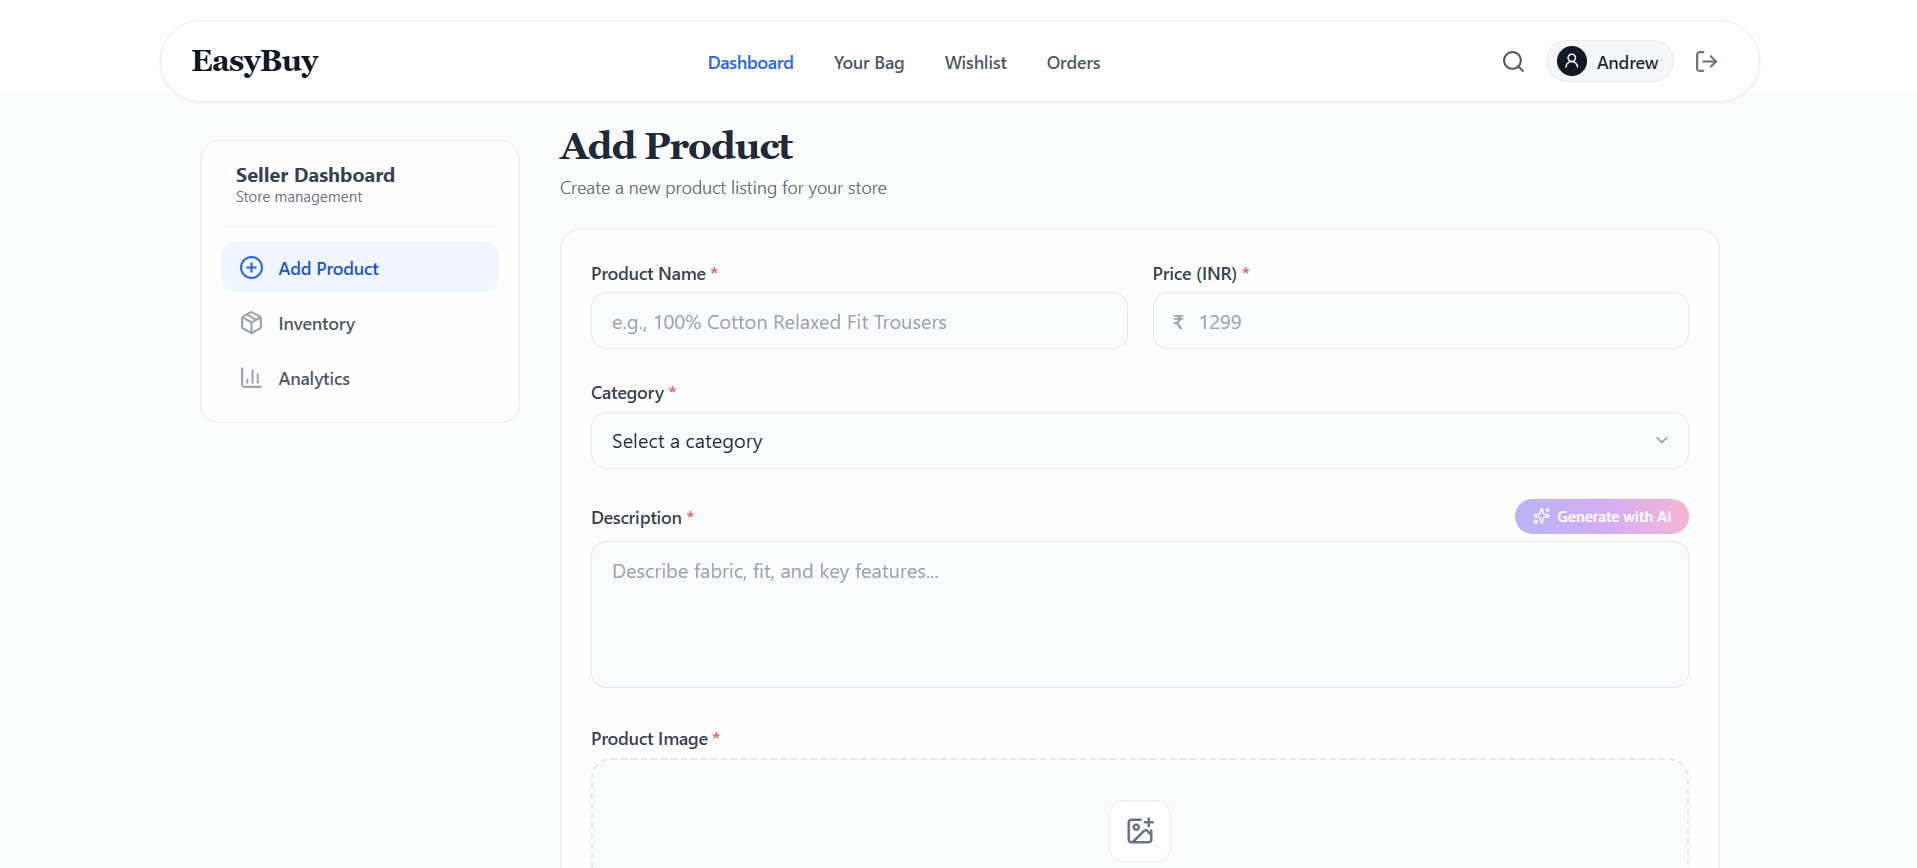 EasyBuy
Dashboard
Your Bag
Wishlist
Orders
Andrew
Seller Dashboard
Store management
Add Product
Inventory
Analytics
Add Product
Create a new product listing for your store
Product Name *
e.g., 100% Cotton Relaxed Fit Trousers
Price (INR) *
₹ 1299
Category *
Select a category
Description *
Generate with AI
Describe fabric, fit, and key features...
Product Image *